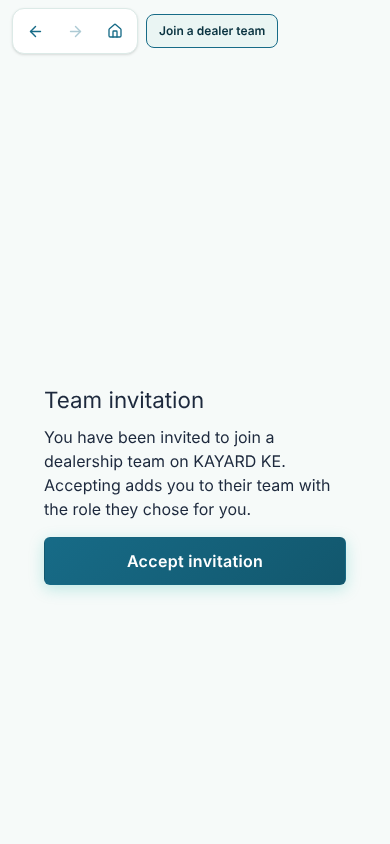 Join a dealer team
Team invitation
You have been invited to join a
dealership team on KAYARD KE.
Accepting adds you to their team with
the role they chose for you.
Accept invitation